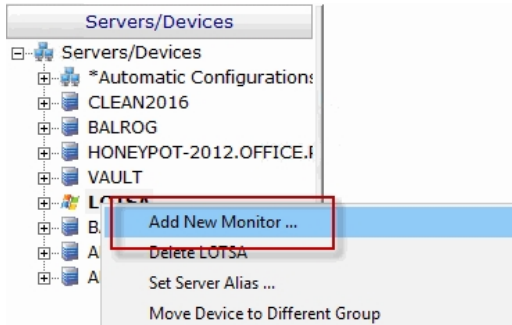 Servers/Devices
Servers/Devices
*Automatic Configurations
CLEAN2016
BALROG
HONEYPOT-2012.OFFICE.
VAULT
LOTSA
B
A
A
Add New Monitor ...
Delete LOTSA
Set Server Alias ...
Move Device to Different Group